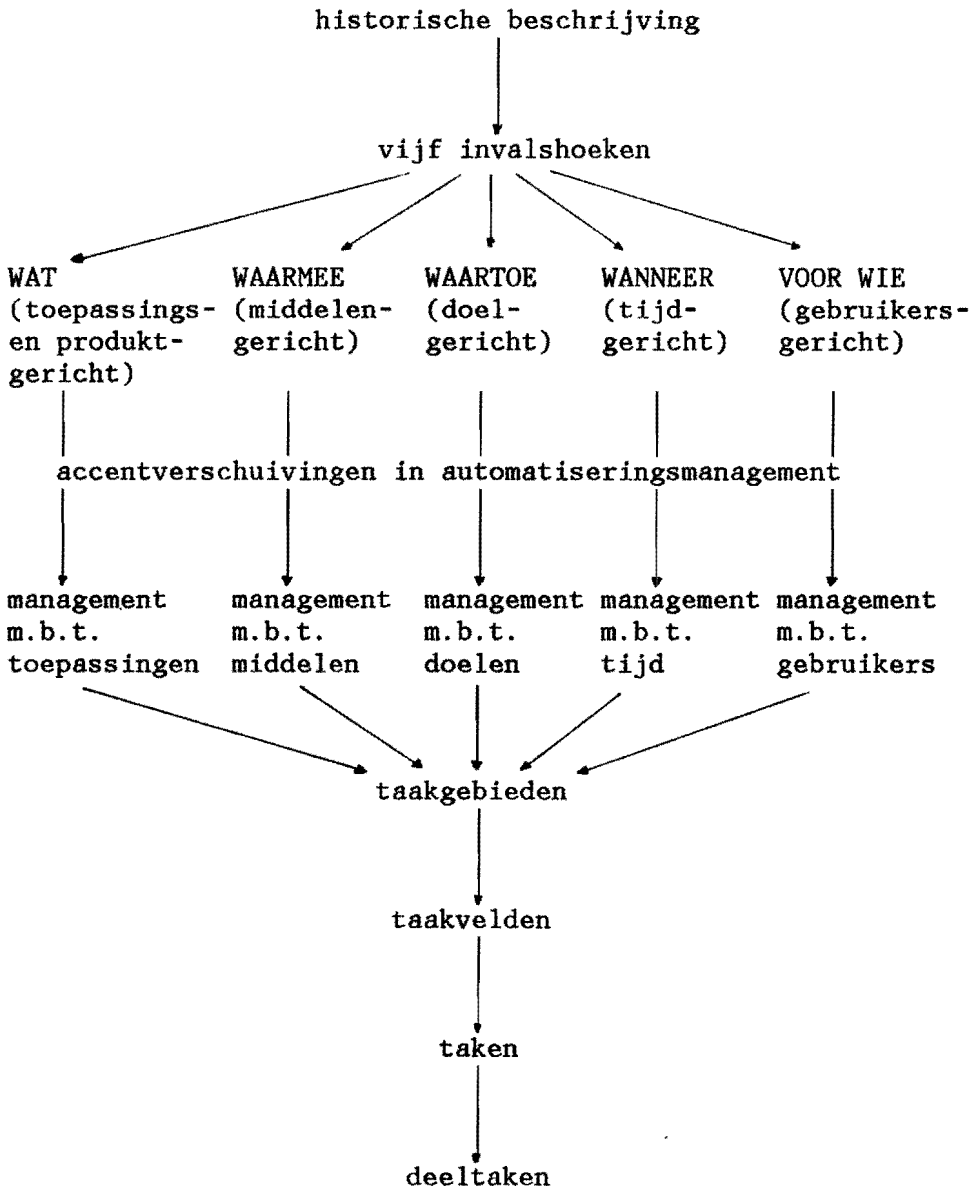 historische beschrijving
vijf invalshoeken
WAT WAARMEE WAARTOE WANNEER VOOR WIE
(toepassings- (middelen- (doel- (tijd- (gebruikers-
en produkt- gericht) gericht) gericht) gericht)
gericht)
accentverschuivingen in automatiseringsmanagement
management management management management management
m.b.t. m.b.t. m.b.t. m.b.t. m.b.t.
toepassingen middelen doelen tijd gebruikers
taakgebieden
taakvelden
taken
deeltaken